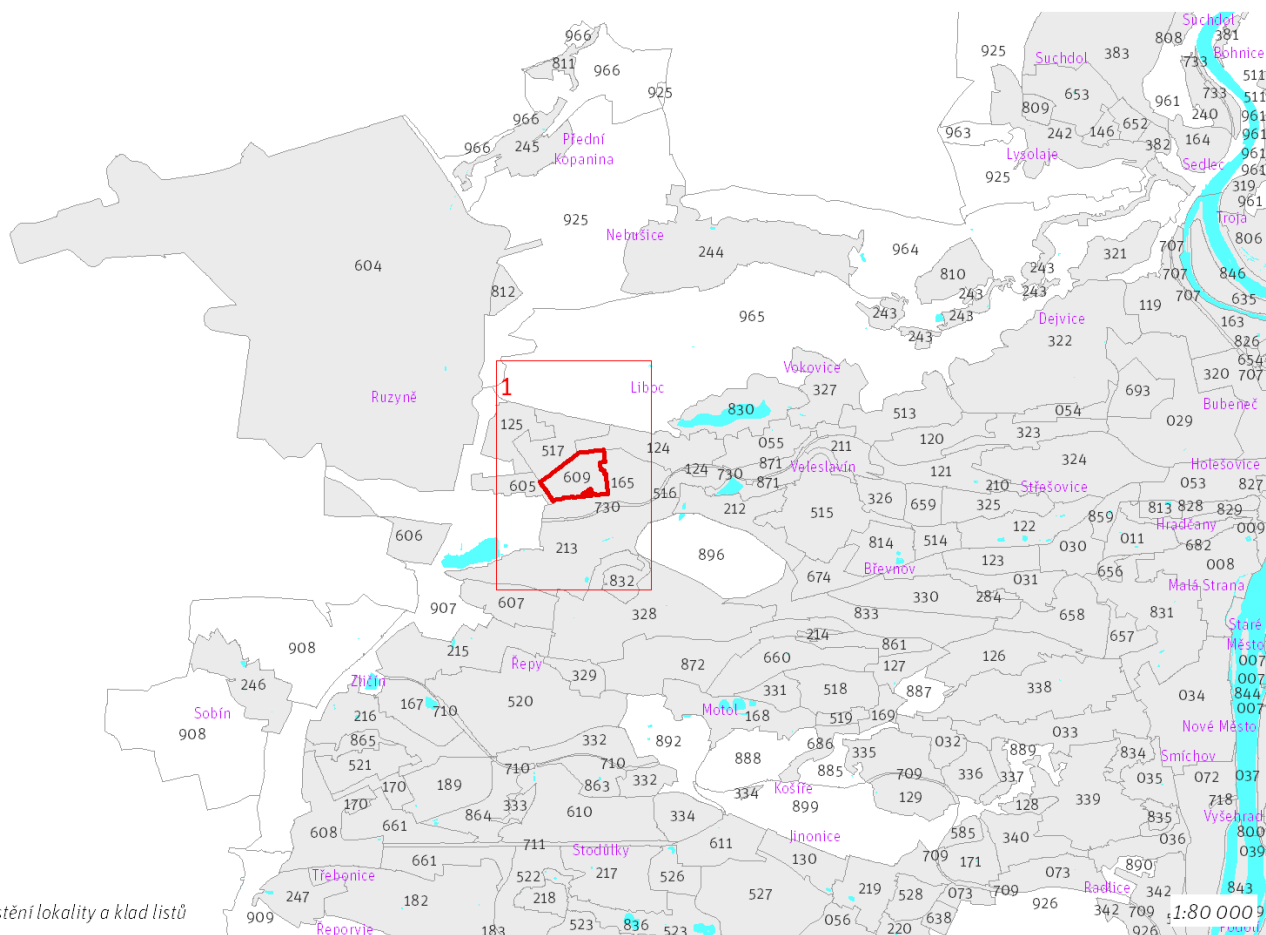 Suchdol
966 925 808 381
811 966 Suchdol 383 733 Bohnice
925 653 961 733 511
966 809 240 511
245 Přední 963 242 146 652 164 961
966 Kopanina Lysolaje 382 961
925 Sedlec 961
925 319 961
Nebušice Troja 961
244 964 321 707 806
604 243 707 846
812 810 243 243 707 635
243 243 119 163
965 243 Dejvice 826
322 654
Vokovice 320 707
1 Liboc 327 693
Ruzyně 830 513 054 029 Bubeneč
125 517 124 055 211 120 323
609 165 124 730 871 Veleslavín 121 324 Holešovice
605 516 871 210 Střešovice 053 827
730 212 515 326 659 325 813 828 829
606 213 896 814 514 122 859 011 Hradčany 009
832 674 Břevnov 123 030 682 008
907 607 328 833 330 284 031 656 Malá Strana
658 657 831 Staré
908 215 214 861 Město
246 Řepy 872 660 127 126 007
Zličín 329 331 518 887 338 007
Sobín 167 710 520 Motol 168 519 169 034 844
908 216 007
865 332 892 686 335 032 033 Nové Město
521 710 710 888 885 889 834 Smíchov
170 189 863 332 334 Košíře 709 336 337 035 072 037
170 864 333 610 899 129 128 339 718
608 661 334 835 Vyšehrad
711 611 Jinonice 585 340 036 800
661 Stodůlky 130 709 171 890 039
Třebonice 522 217 526 073
247 182 218 527 219 528 073 709 Radlice 342 843
909 056 638 926 342 709
Řeporyje 183 523 836 523 220 926 Podolí
stění lokality a klad listů
1:80 000